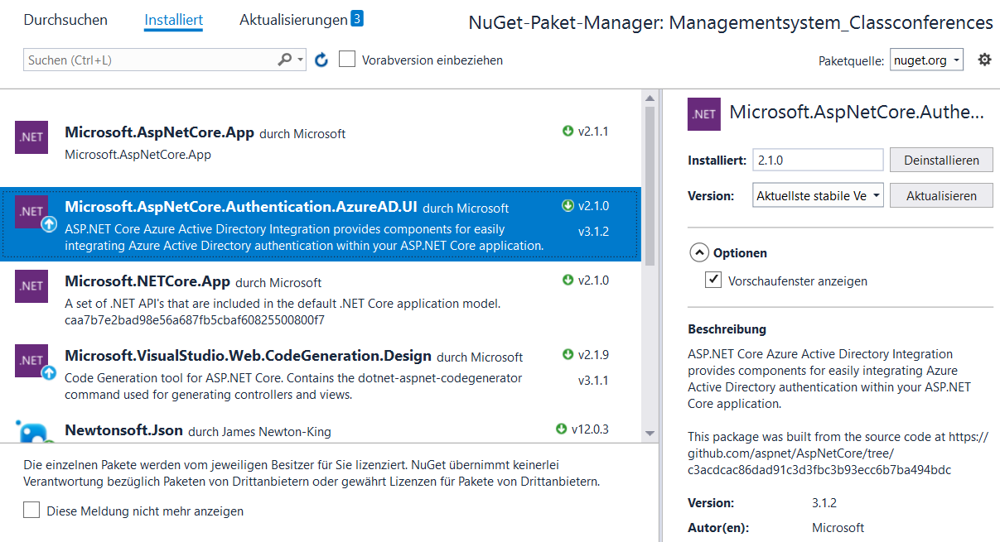 Durchsuchen Installiert Aktualisierungen 3
NuGet-Paket-Manager: Managementsystem_Classconferences
Suchen (Ctrl+L) Vorabversion einbeziehen Paketquelle: nuget.org
.NET Microsoft.AspNetCore.App durch Microsoft v2.1.1
Microsoft.AspNetCore.App
.NET Microsoft.AspNetCore.Authentication.AzureAD.UI durch Microsoft v2.1.0
ASP.NET Core Azure Active Directory Integration provides components for easily v3.1.2
integrating Azure Active Directory authentication within your ASP.NET Core application.
.NET Microsoft.NETCore.App durch Microsoft v2.1.0
A set of .NET API's that are included in the default .NET Core application model.
caa7b7e2bad98e56a687fb5cbaf60825500800f7
.NET Microsoft.VisualStudio.Web.CodeGeneration.Design durch Microsoft v2.1.9
Code Generation tool for ASP.NET Core. Contains the dotnet-aspnet-codegenerator v3.1.1
command used for generating controllers and views.
Newtonsoft.Json durch James Newton-King v12.0.3
Die einzelnen Pakete werden vom jeweiligen Besitzer für Sie lizenziert. NuGet übernimmt keinerlei
Verantwortung bezüglich Paketen von Drittanbietern oder gewährt Lizenzen für Pakete von Drittanbietern.
Diese Meldung nicht mehr anzeigen
.NET Microsoft.AspNetCore.Authe...
Installiert: 2.1.0 Deinstallieren
Version: Aktuellste stabile Ve Aktualisieren
Optionen
Vorschaufenster anzeigen
Beschreibung
ASP.NET Core Azure Active Directory Integration
provides components for easily integrating Azure
Active Directory authentication within your ASP.NET
Core application.
This package was built from the source code at https://
github.com/aspnet/AspNetCore/tree/
c3acdcac86dad91c3d3fbc3b93ecc6b7ba494bdc
Version: 3.1.2
Autor(en): Microsoft